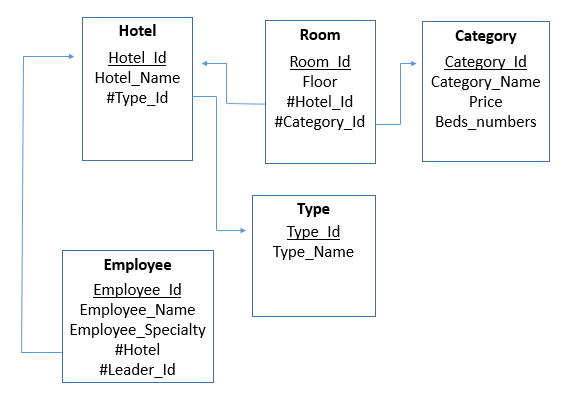 Hotel
Hotel_Id
Hotel_Name
#Type_Id
Room
Room_Id
Floor
#Hotel_Id
#Category_Id
Category
Category_Id
Category_Name
Price
Beds_numbers
Type
Type_Id
Type_Name
Employee
Employee_Id
Employee_Name
Employee_Specialty
#Hotel
#Leader_Id